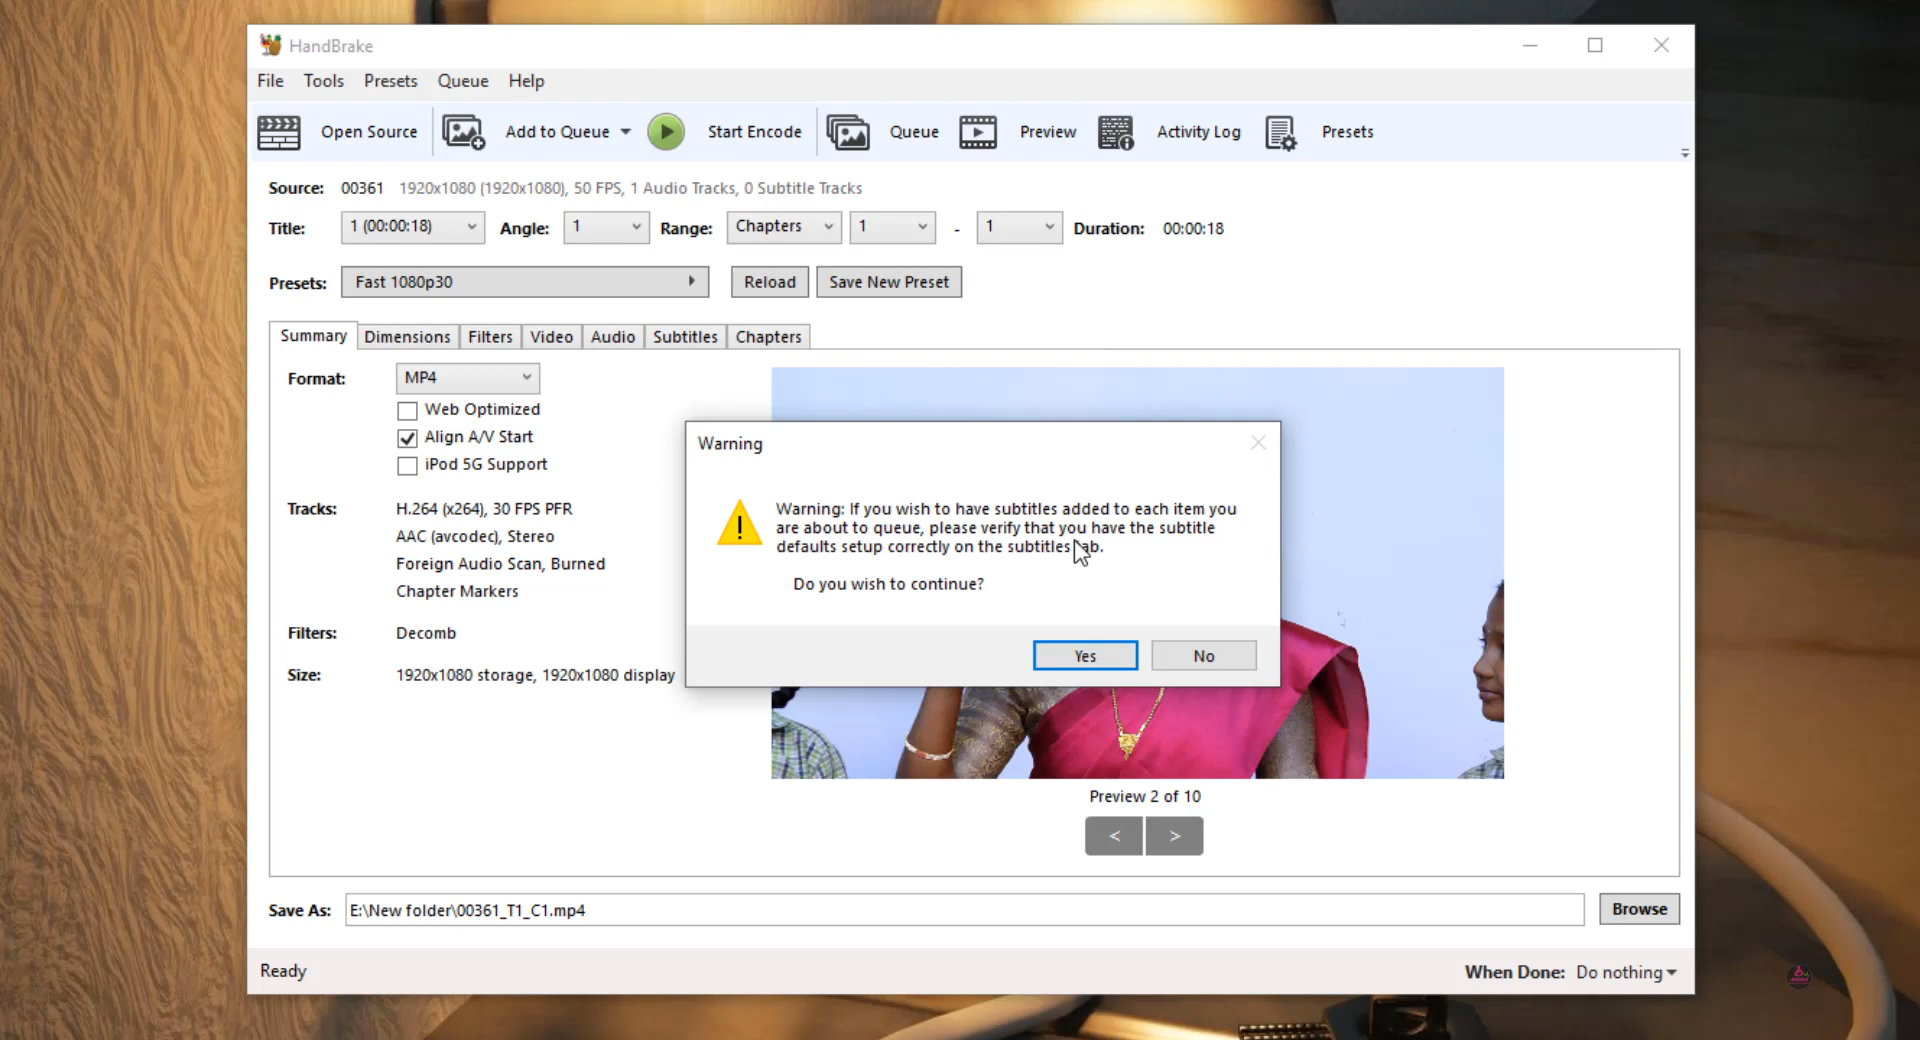 HandBrake
File Tools Presets Queue Help
Open Source Add to Queue Start Encode Queue Preview Activity Log Presets
Source: 00361 1920x1080 (1920x1080), 50 FPS, 1 Audio Tracks, 0 Subtitle Tracks
Title: 1 (00:00:18) Angle: 1 Range: Chapters 1 - 1 Duration: 00:00:18
Presets: Fast 1080p30 Reload Save New Preset
Summary Dimensions Filters Video Audio Subtitles Chapters
Format: MP4
Web Optimized
Align A/V Start
iPod 5G Support
Tracks: H.264 (x264), 30 FPS PFR
AAC (avcodec), Stereo
Foreign Audio Scan, Burned
Chapter Markers
Filters: Decomb
Size: 1920x1080 storage, 1920x1080 display
Warning
Warning: If you wish to have subtitles added to each item you
are about to queue, please verify that you have the subtitle
defaults setup correctly on the subtitles tab.
Do you wish to continue?
Yes No
Preview 2 of 10
< >
Save As: E:\New folder\00361_T1_C1.mp4 Browse
Ready When Done: Do nothing